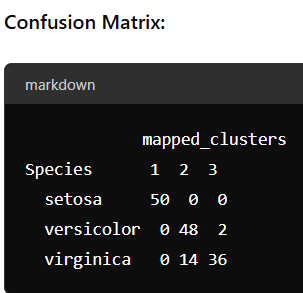 Confusion Matrix:
markdown
mapped_clusters
Species 1 2 3
setosa 50 0 0
versicolor 0 48 2
virginica 0 14 36